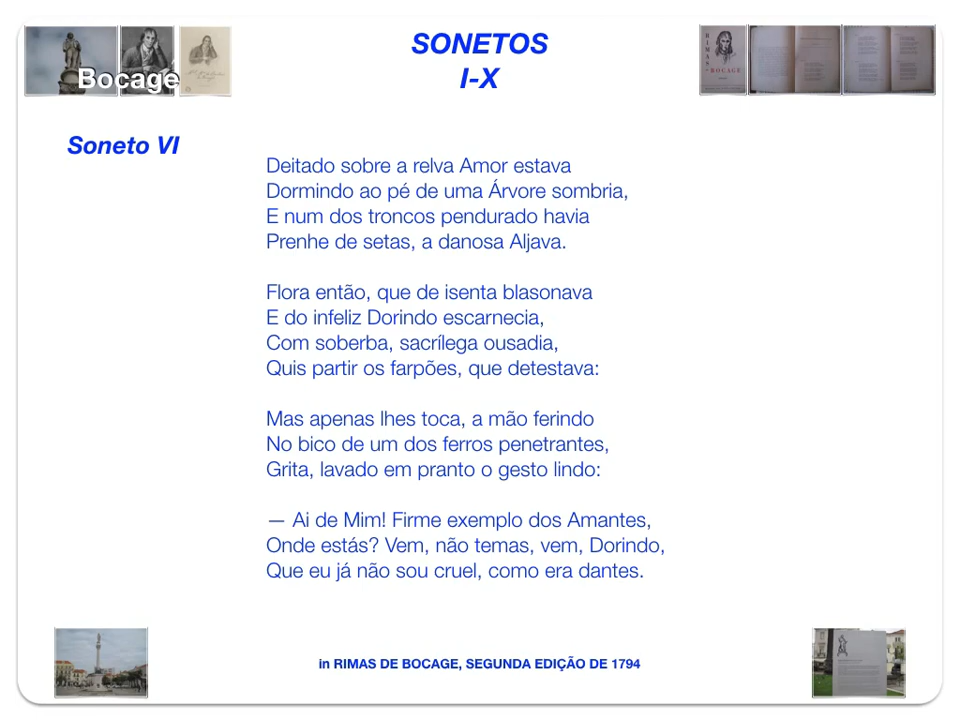 SONETOS
I-X
Bocage
RIMAS
DE BOCAGE
Soneto VI
Deitado sobre a relva Amor estava
Dormindo ao pé de uma Árvore sombria,
E num dos troncos pendurado havia
Prenhe de setas, a danosa Aljava.
Flora então, que de isenta blasonava
E do infeliz Dorindo escarnecia,
Com soberba, sacrílega ousadia,
Quis partir os farpões, que detestava:
Mas apenas lhes toca, a mão ferindo
No bico de um dos ferros penetrantes,
Grita, lavado em pranto o gesto lindo:
— Ai de Mim! Firme exemplo dos Amantes,
Onde estás? Vem, não temas, vem, Dorindo,
Que eu já não sou cruel, como era dantes.
in RIMAS DE BOCAGE, SEGUNDA EDIÇÃO DE 1794